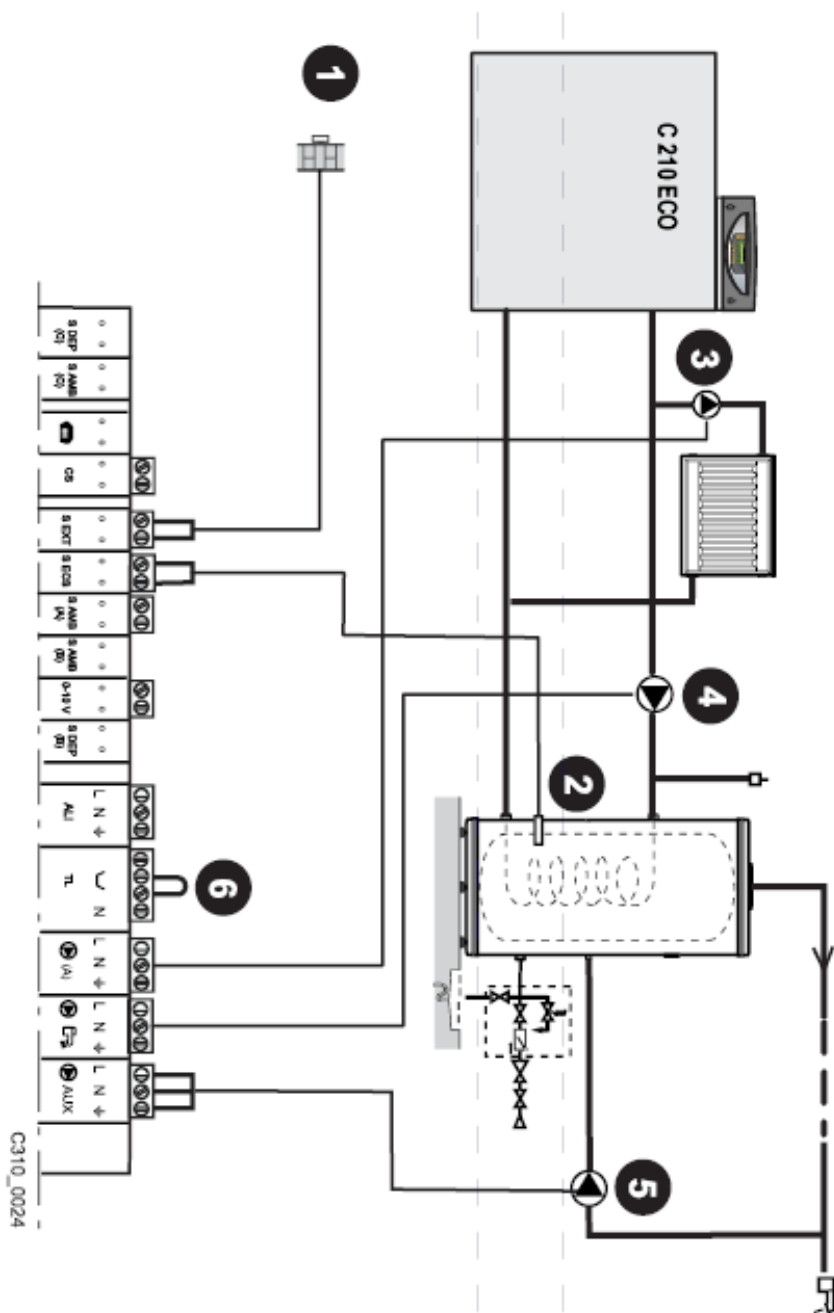 C 210 ECO
1
3
4
2
6
5
S DEP (C)
S AMB (C)
CS
S EXT
S ECS
S AMB (A)
S AMB (B)
0-10 V
S DEP (B)
L N
ALI
N
TL
L N
(A)
L N
L N
AUX
C310_0024